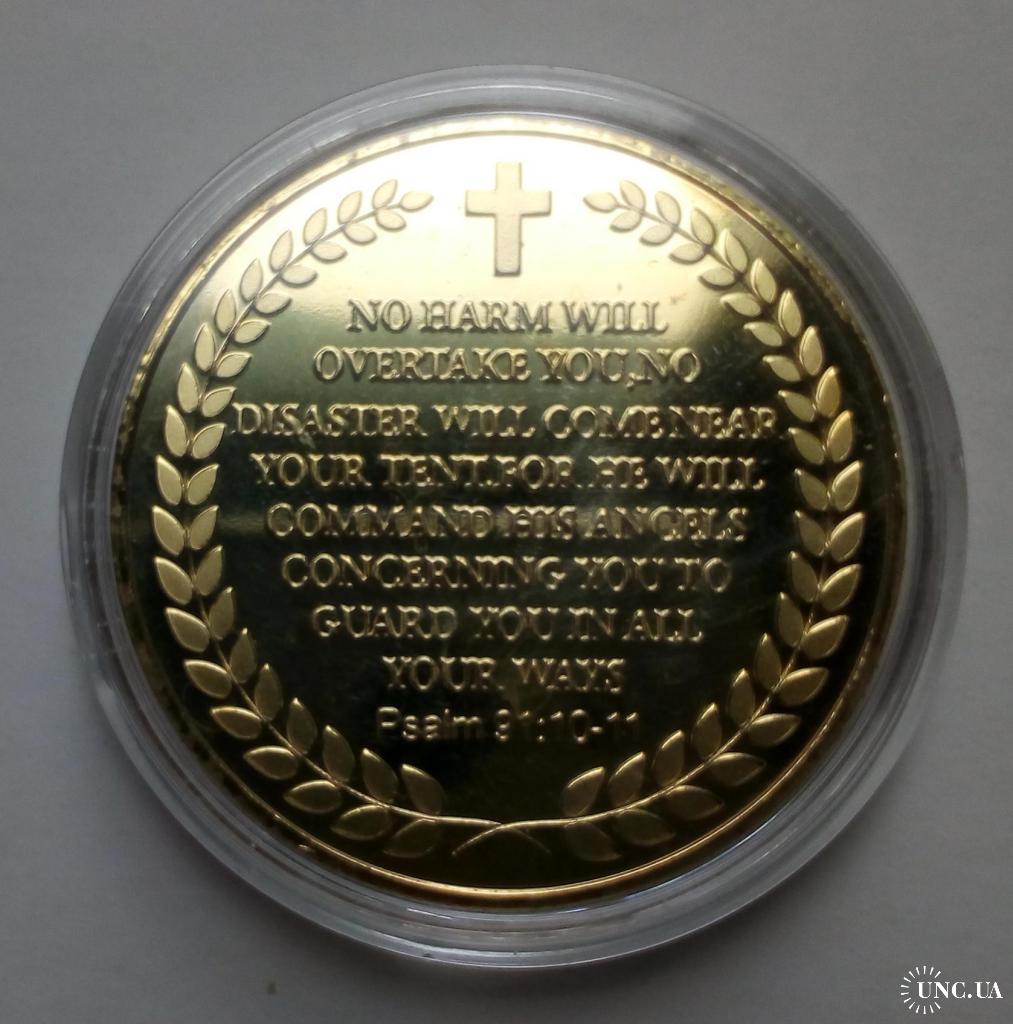 NO HARM WILL
OVERTAKE YOU,NO
DISASTER WILL COME NEAR
YOUR TENT.FOR HE WILL
COMMAND HIS ANGELS
CONCERNING YOU TO
GUARD YOU IN ALL
YOUR WAYS
Psalm 91:10-11
UNC.UA